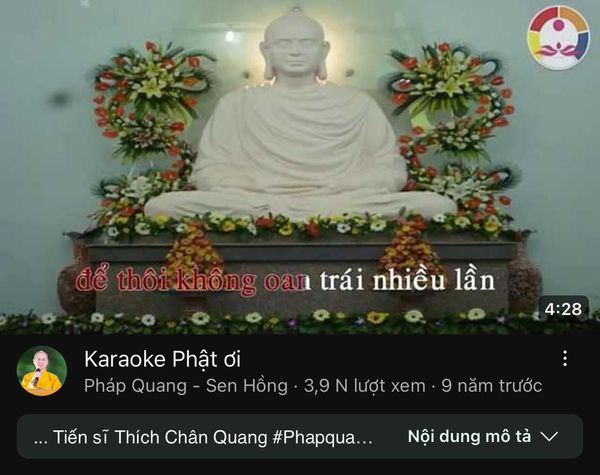 để thôi không oan trái nhiều lần
4:28
Karaoke Phật ơi
Pháp Quang - Sen Hồng · 3,9 N lượt xem · 9 năm trước
... Tiến sĩ Thích Chân Quang #Phapqua... Nội dung mô tả